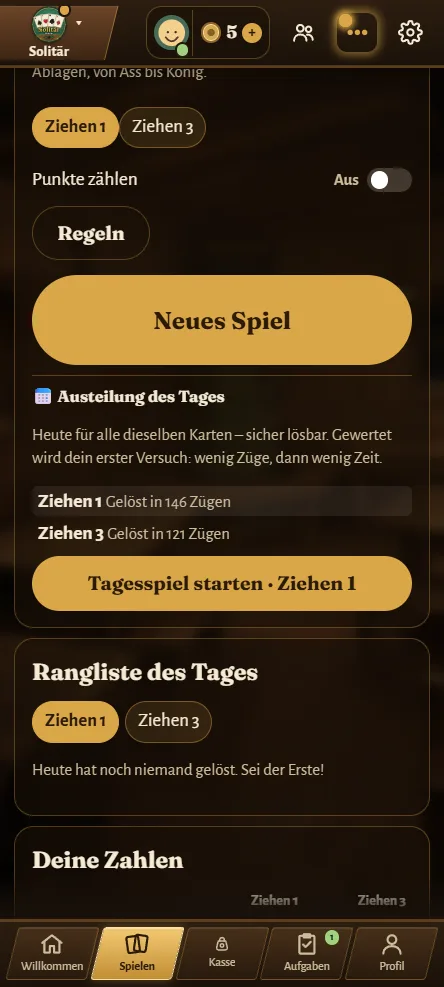 Solitär
Solitär
5
+
Ablagen, von Ass bis König.
Ziehen 1
Ziehen 3
Punkte zählen
Aus
Regeln
Neues Spiel
Austeilung des Tages
Heute für alle dieselben Karten – sicher lösbar. Gewertet
wird dein erster Versuch: wenig Züge, dann wenig Zeit.
Ziehen 1 Gelöst in 146 Zügen
Ziehen 3 Gelöst in 121 Zügen
Tagesspiel starten · Ziehen 1
Rangliste des Tages
Ziehen 1
Ziehen 3
Heute hat noch niemand gelöst. Sei der Erste!
Deine Zahlen
Ziehen 1
Ziehen 3
Willkommen
Spielen
Kasse
1
Aufgaben
Profil